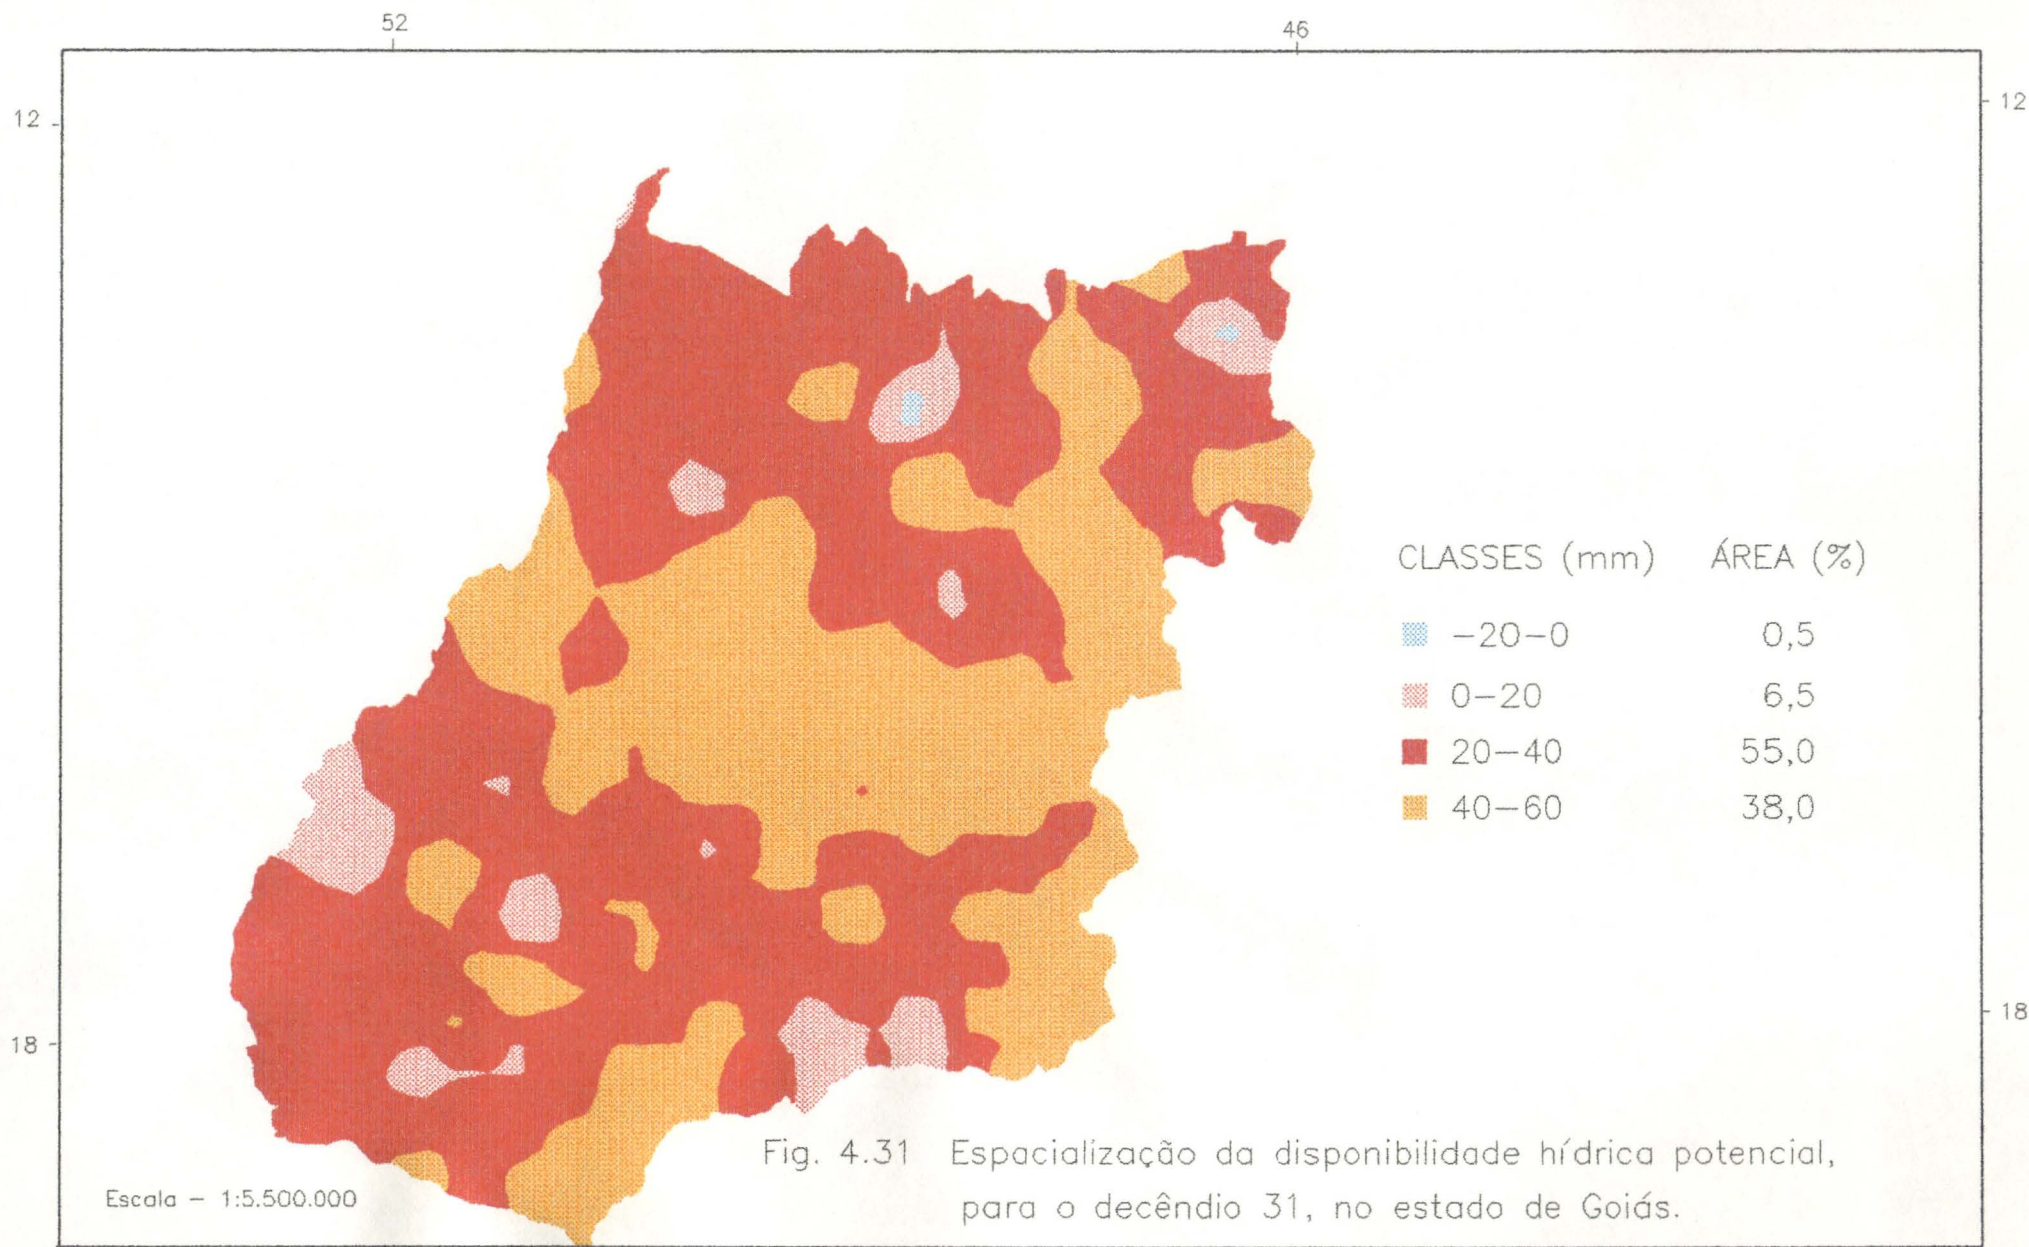 52 46
12 12
CLASSES (mm) ÁREA (%)
-20-0 0,5
0-20 6,5
20-40 55,0
40-60 38,0
18 18
Fig. 4.31 Espacialização da disponibilidade hídrica potencial,
para o decêndio 31, no estado de Goiás.
Escala - 1:5.500.000